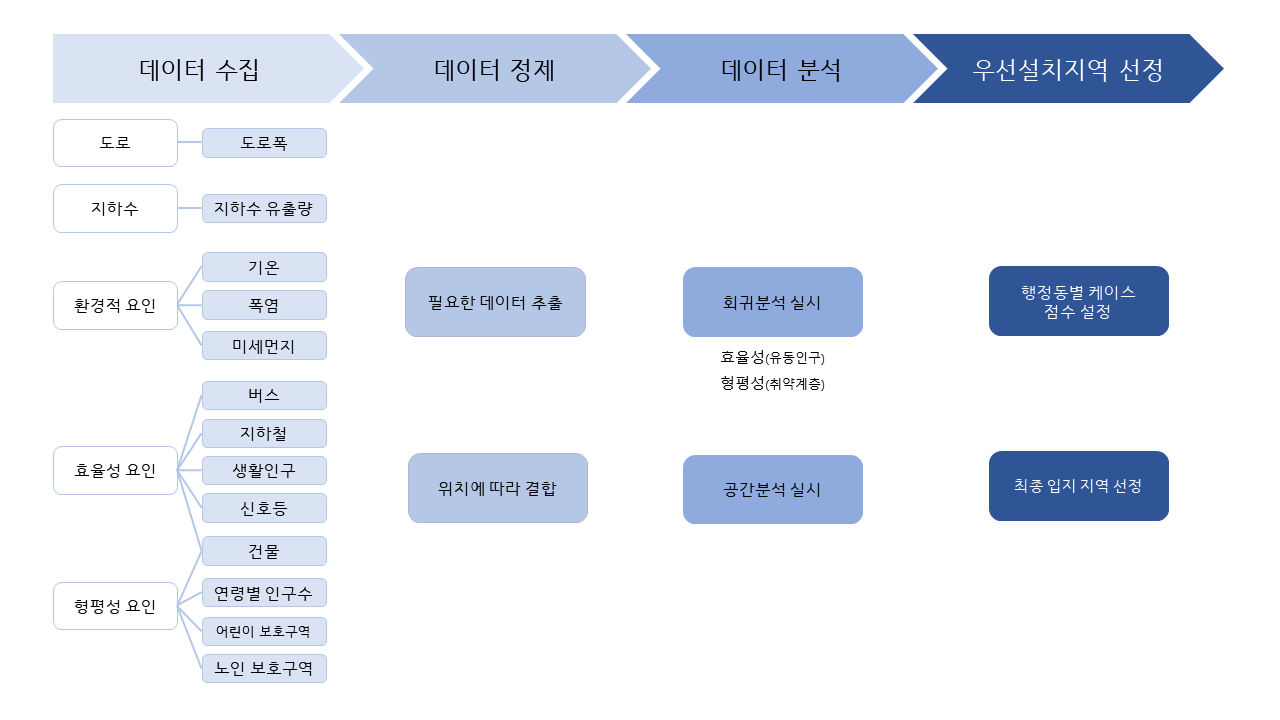 데이터 수집
데이터 정제
데이터 분석
우선설치지역 선정
도로
도로폭
지하수
지하수 유출량
환경적 요인
기온
폭염
미세먼지
효율성 요인
버스
지하철
생활인구
신호등
건물
형평성 요인
연령별 인구수
어린이 보호구역
노인 보호구역
필요한 데이터 추출
위치에 따라 결합
회귀분석 실시
효율성(유동인구)
형평성(취약계층)
공간분석 실시
행정동별 케이스
점수 설정
최종 입지 지역 선정